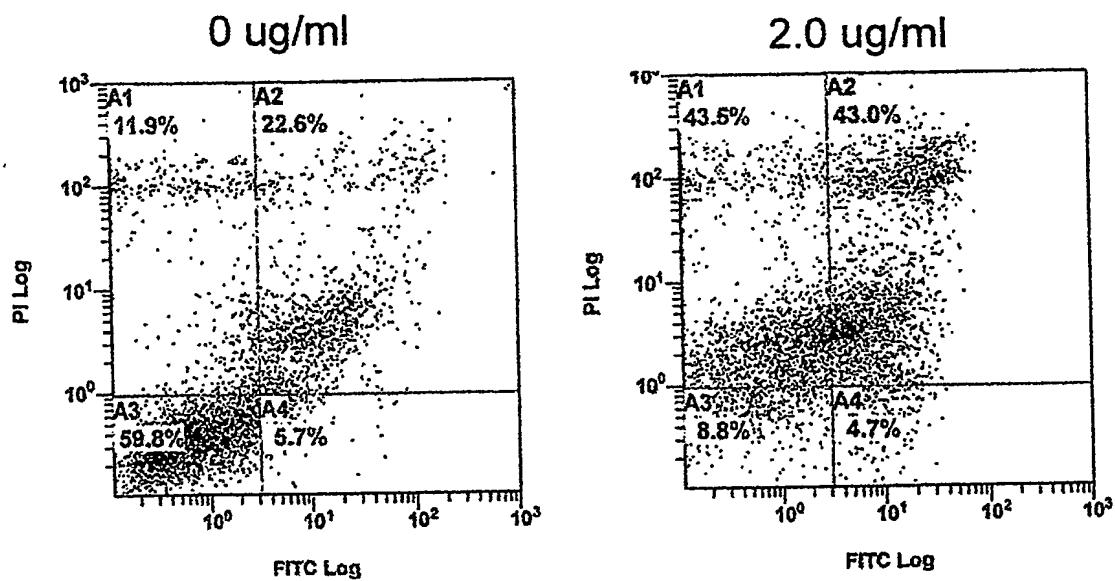 0 ug/ml
10³
A1
A2
11.9%
22.6%
10²
10¹
10⁰
PI Log
A3
A4
59.8%
5.7%
10⁰ 10¹ 10² 10³
FITC Log
2.0 ug/ml
A1
A2
43.5%
43.0%
10²
10¹
10⁰
PI Log
A3
A4
8.8%
4.7%
10⁰ 10¹ 10² 10³
FITC Log